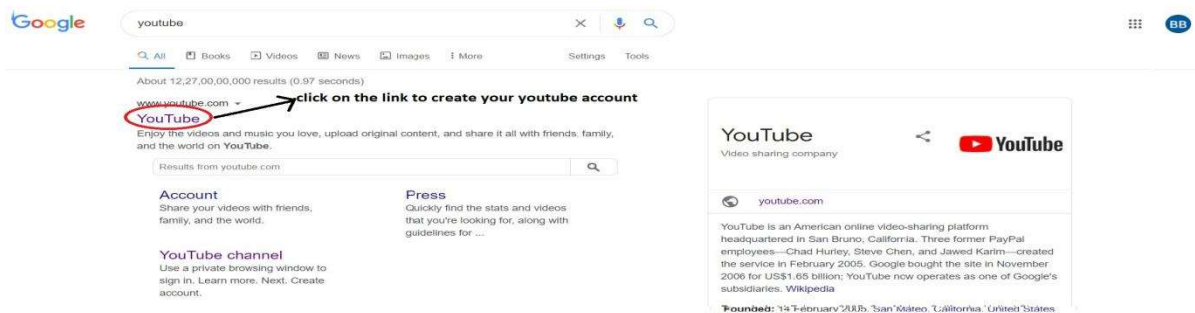 Google
youtube
BB
All Books Videos News Images More Settings Tools
About 12,27,00,00,000 results (0.97 seconds)
www.youtube.com
click on the link to create your youtube account
YouTube
Enjoy the videos and music you love, upload original content, and share it all with friends, family,
and the world on YouTube.
Results from youtube.com
Account
Share your videos with friends,
family, and the world.
Press
Quickly find the stats and videos
that you're looking for, along with
guidelines for ...
YouTube channel
Use a private browsing window to
sign in. Learn more. Next. Create
account.
YouTube
Video sharing company
YouTube
youtube.com
YouTube is an American online video-sharing platform
headquartered in San Bruno, California. Three former PayPal
employees—Chad Hurley, Steve Chen, and Jawed Karim—created
the service in February 2005. Google bought the site in November
2006 for US$1.65 billion; YouTube now operates as one of Google's
subsidiaries. Wikipedia
Founded: 14 February 2005, San Mateo, California, United States